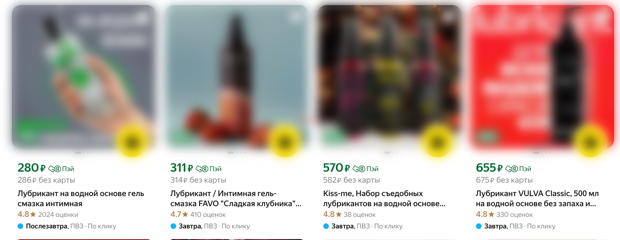 280 ₽ Пэй
286 ₽ без карты
Лубрикант на водной основе гель
смазка интимная
4.8 ★ 2024 оценки
Послезавтра, ПВЗ · По клику
311 ₽ Пэй
314 ₽ без карты
Лубрикант / Интимная гель-
смазка FAVO "Сладкая клубника"...
4.7 ★ 410 оценок
Завтра, ПВЗ · По клику
570 ₽ Пэй
582 ₽ без карты
Kiss-me, Набор съедобных
лубрикантов на водной основе...
4.8 ★ 38 оценок
Завтра, ПВЗ · По клику
655 ₽ Пэй
675 ₽ без карты
Лубрикант VULVA Classic, 500 мл
на водной основе без запаха и...
4.8 ★ 330 оценок
Завтра, ПВЗ · По клику